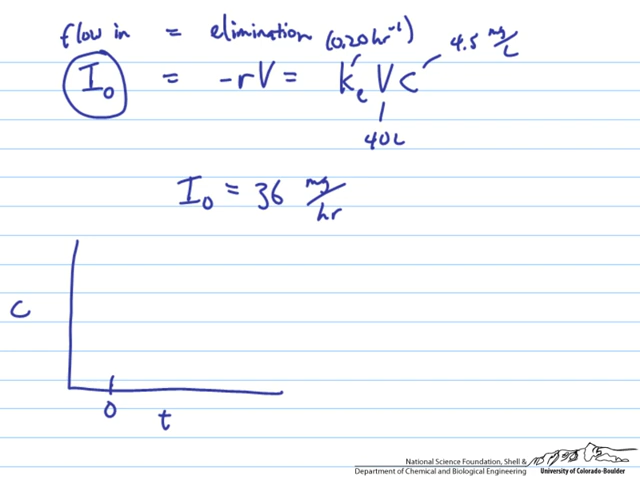 flow in = elimination (0.20 hr⁻¹)
4.5 mg/L
I₀ = -rV = kₑVc
40L
I₀ = 36 mg/hr
c
0
t
National Science Foundation, Shell &
Department of Chemical and Biological Engineering
University of Colorado-Boulder